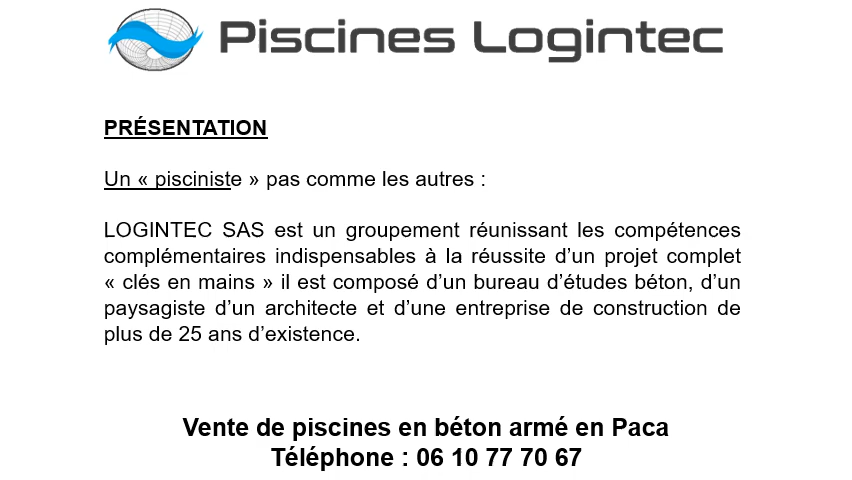 Piscines Logintec
PRÉSENTATION
Un « pisciniste » pas comme les autres :
LOGINTEC SAS est un groupement réunissant les compétences
complémentaires indispensables à la réussite d’un projet complet
« clés en mains » il est composé d’un bureau d’études béton, d’un
paysagiste d’un architecte et d’une entreprise de construction de
plus de 25 ans d’existence.
Vente de piscines en béton armé en Paca
Téléphone : 06 10 77 70 67